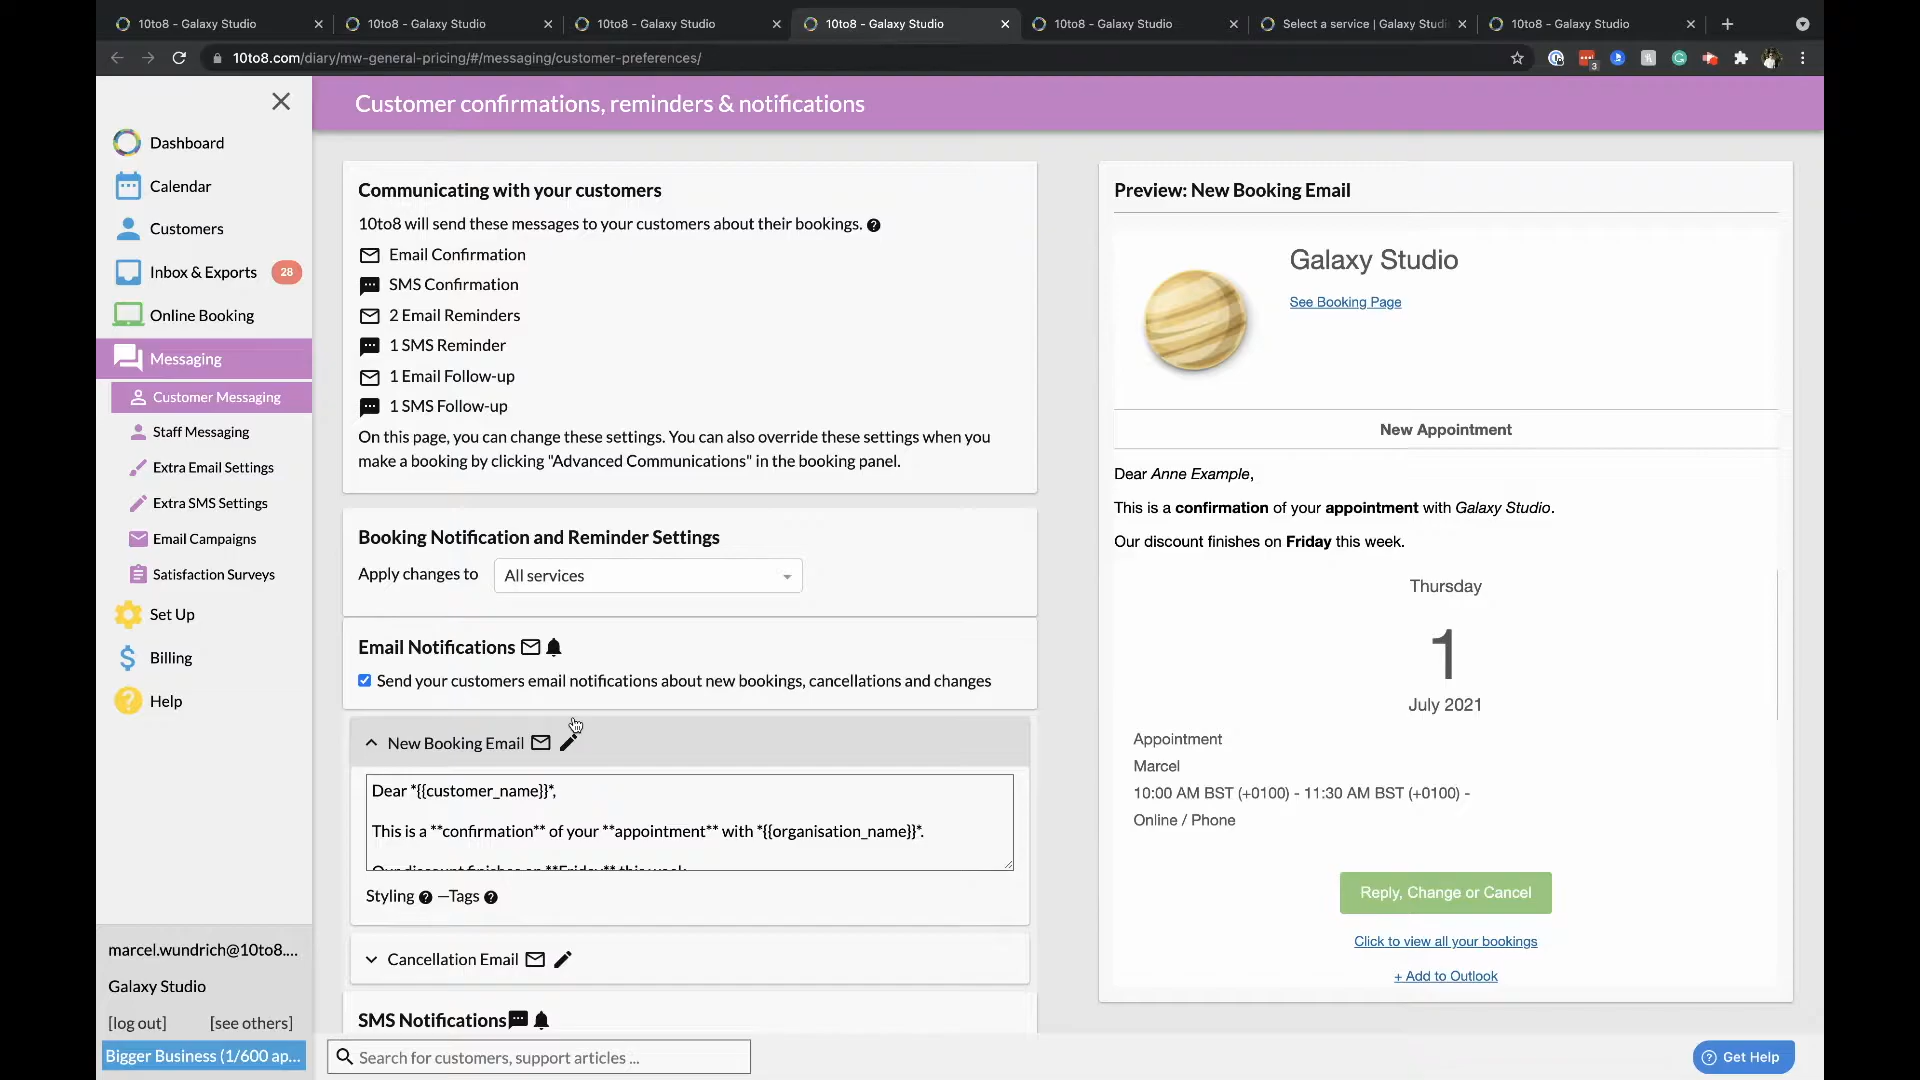 10to8 - Galaxy Studio
10to8 - Galaxy Studio
10to8 - Galaxy Studio
10to8 - Galaxy Studio
10to8 - Galaxy Studio
Select a service | Galaxy Studi
10to8 - Galaxy Studio
10to8.com/diary/mw-general-pricing/#/messaging/customer-preferences/
3
Customer confirmations, reminders & notifications
Dashboard
Calendar
Customers
Inbox & Exports 28
Online Booking
Messaging
Customer Messaging
Staff Messaging
Extra Email Settings
Extra SMS Settings
Email Campaigns
Satisfaction Surveys
Set Up
Billing
Help
marcel.wundrich@10to8....
Galaxy Studio
[log out] [see others]
Bigger Business (1/600 ap...
Communicating with your customers
10to8 will send these messages to your customers about their bookings.
Email Confirmation
SMS Confirmation
2 Email Reminders
1 SMS Reminder
1 Email Follow-up
1 SMS Follow-up
On this page, you can change these settings. You can also override these settings when you
make a booking by clicking "Advanced Communications" in the booking panel.
Booking Notification and Reminder Settings
Apply changes to All services
Email Notifications
Send your customers email notifications about new bookings, cancellations and changes
New Booking Email
Dear *{{customer_name}}*,
This is a **confirmation** of your **appointment** with *{{organisation_name}}*.
Our discount finishes on **Friday** this week.
Styling —Tags
Cancellation Email
SMS Notifications
Search for customers, support articles ...
Preview: New Booking Email
Galaxy Studio
See Booking Page
New Appointment
Dear Anne Example,
This is a confirmation of your appointment with Galaxy Studio.
Our discount finishes on Friday this week.
Thursday
1
July 2021
Appointment
Marcel
10:00 AM BST (+0100) - 11:30 AM BST (+0100) -
Online / Phone
Reply, Change or Cancel
Click to view all your bookings
+ Add to Outlook
Get Help